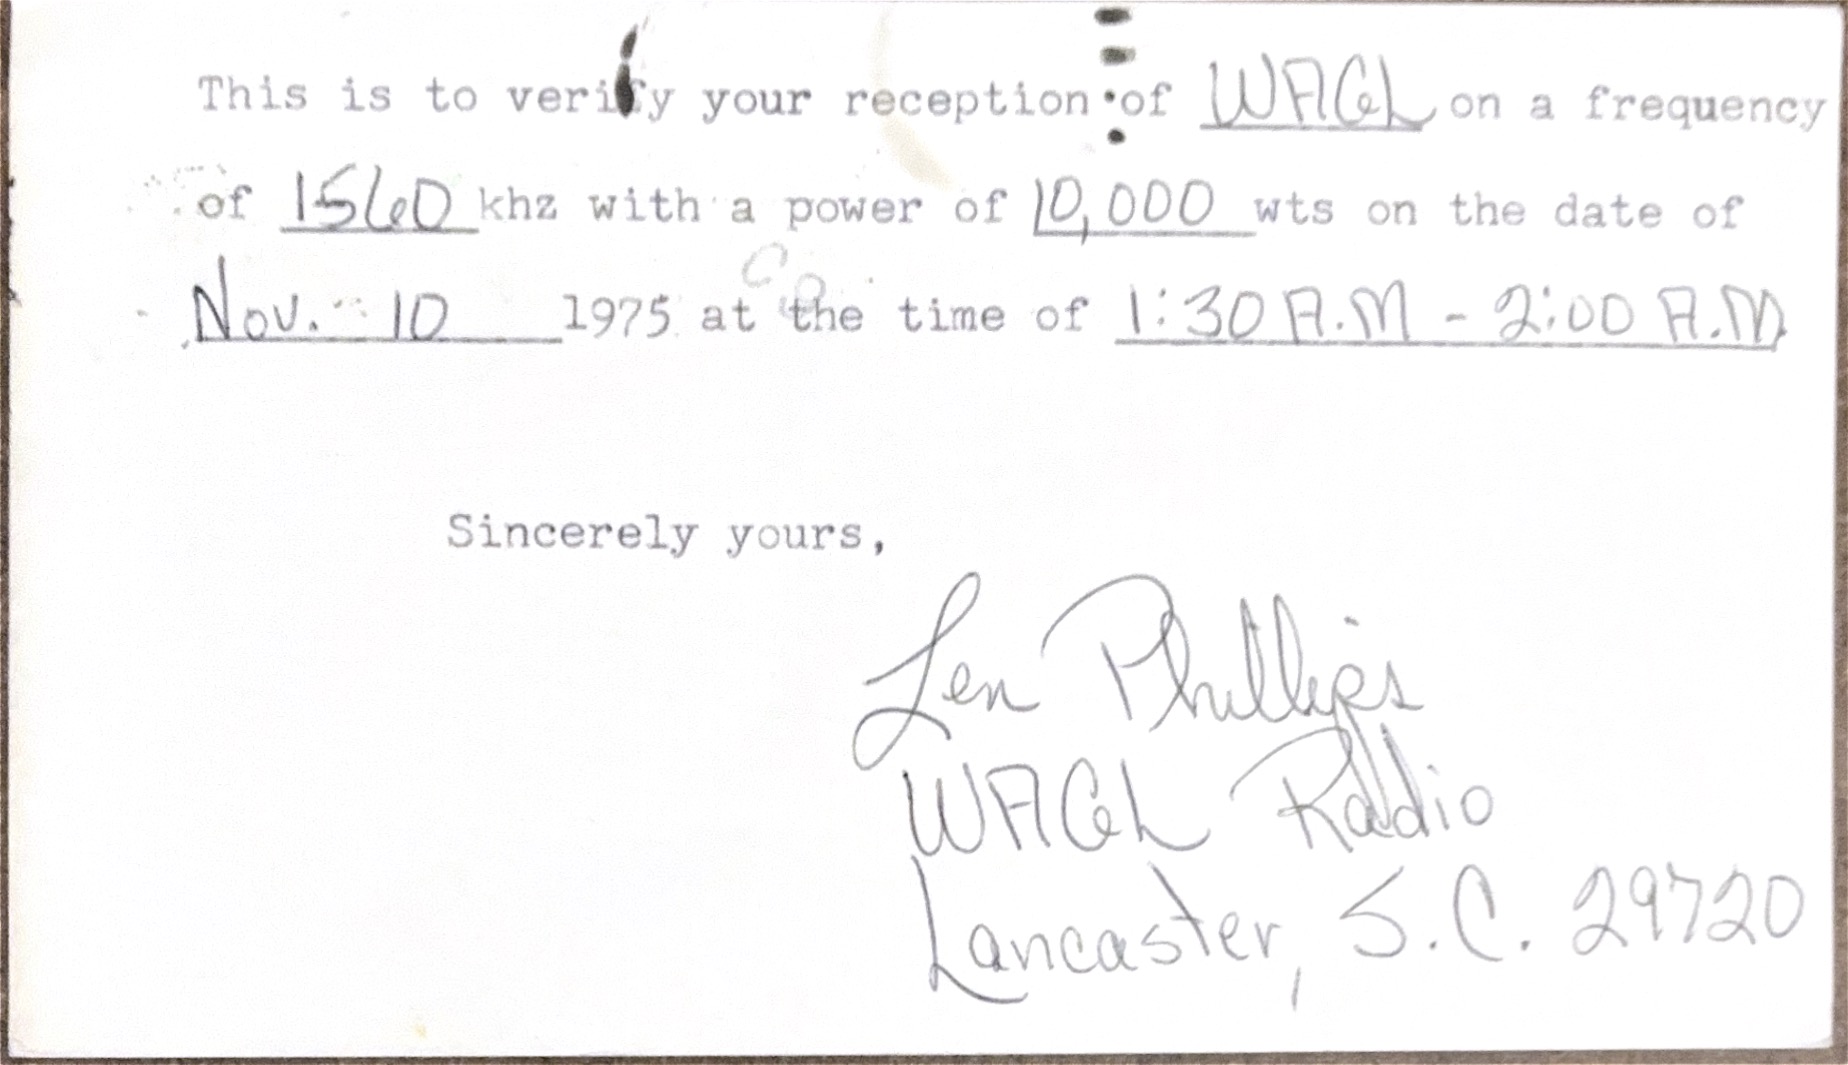 This is to verify your reception of WAGL on a frequency
of 1560 khz with a power of 10,000 wts on the date of
Nov. 10 1975 at the time of 1:30 A.M - 2:00 A.M
Sincerely yours,
Len Phillips
WAGL Radio
Lancaster, S.C. 29720